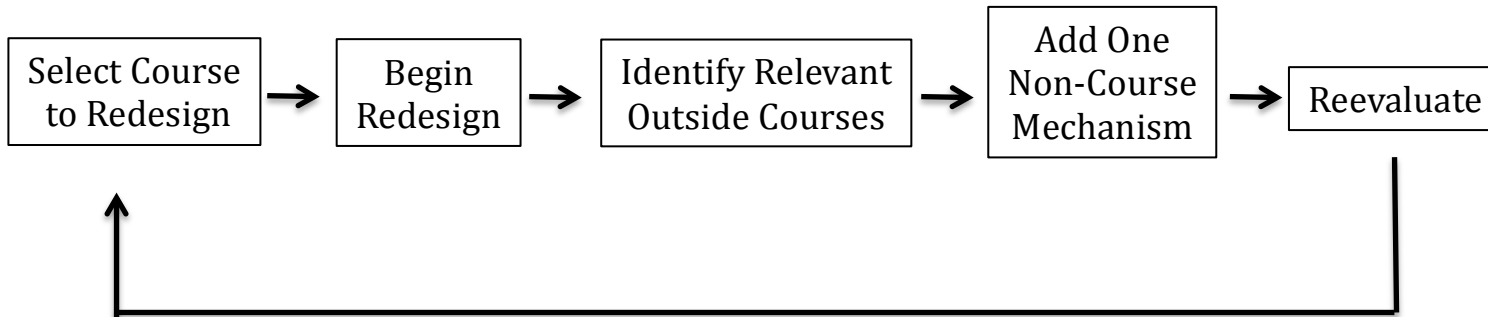 Select Course
to Redesign
Begin
Redesign
Identify Relevant
Outside Courses
Add One
Non-Course
Mechanism
Reevaluate